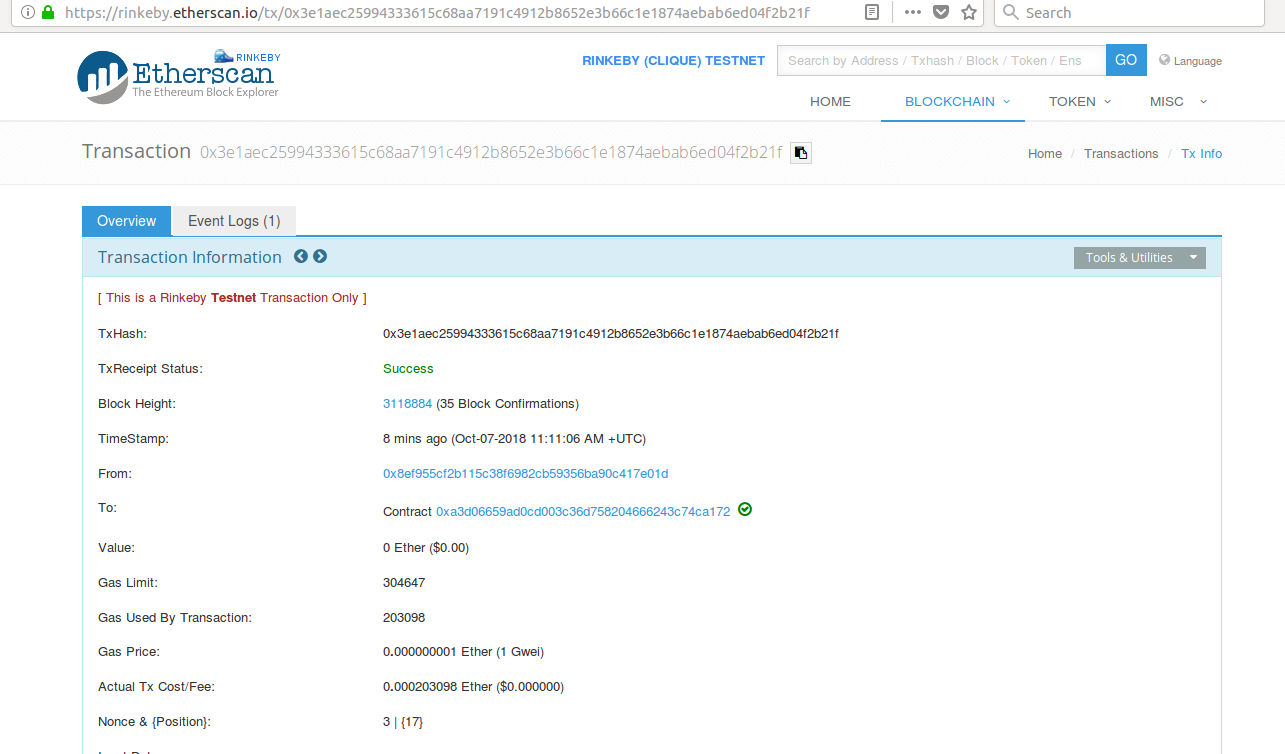 https://rinkeby.etherscan.io/tx/0x3e1aec25994333615c68aa7191c4912b8652e3b66c1e1874aebab6ed04f2b21f Search
RINKEBY
Etherscan
The Ethereum Block Explorer
RINKEBY (CLIQUE) TESTNET Search by Address / Txhash / Block / Token / Ens GO Language
HOME BLOCKCHAIN TOKEN MISC
Transaction 0x3e1aec25994333615c68aa7191c4912b8652e3b66c1e1874aebab6ed04f2b21f Home / Transactions / Tx Info
Overview Event Logs (1)
Transaction Information Tools & Utilities
[ This is a Rinkeby Testnet Transaction Only ]
TxHash: 0x3e1aec25994333615c68aa7191c4912b8652e3b66c1e1874aebab6ed04f2b21f
TxReceipt Status: Success
Block Height: 3118884 (35 Block Confirmations)
TimeStamp: 8 mins ago (Oct-07-2018 11:11:06 AM +UTC)
From: 0x8ef955cf2b115c38f6982cb59356ba90c417e01d
To: Contract 0xa3d06659ad0cd003c36d758204666243c74ca172
Value: 0 Ether ($0.00)
Gas Limit: 304647
Gas Used By Transaction: 203098
Gas Price: 0.000000001 Ether (1 Gwei)
Actual Tx Cost/Fee: 0.000203098 Ether ($0.000000)
Nonce & {Position}: 3 | {17}